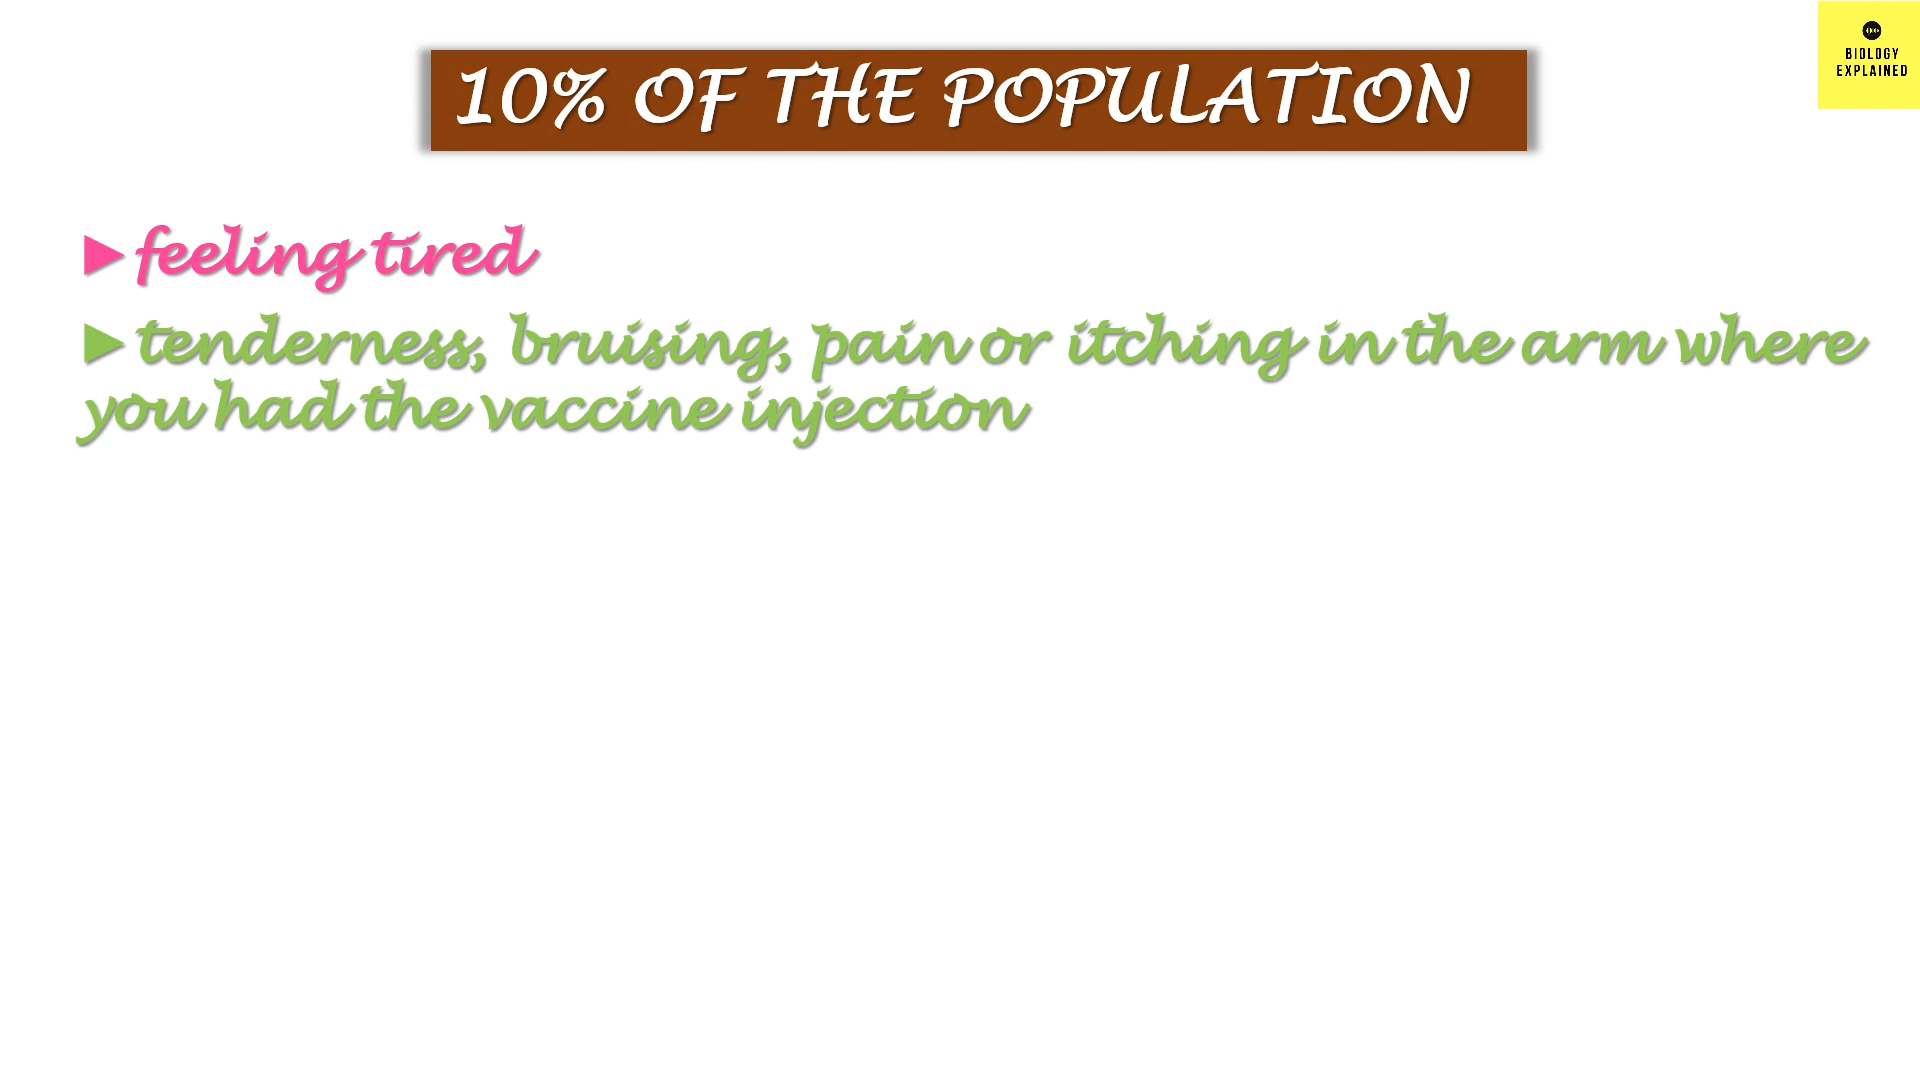 BIOLOGY
EXPLAINED
10% OF THE POPULATION
►feeling tired
►tenderness, bruising, pain or itching in the arm where
you had the vaccine injection